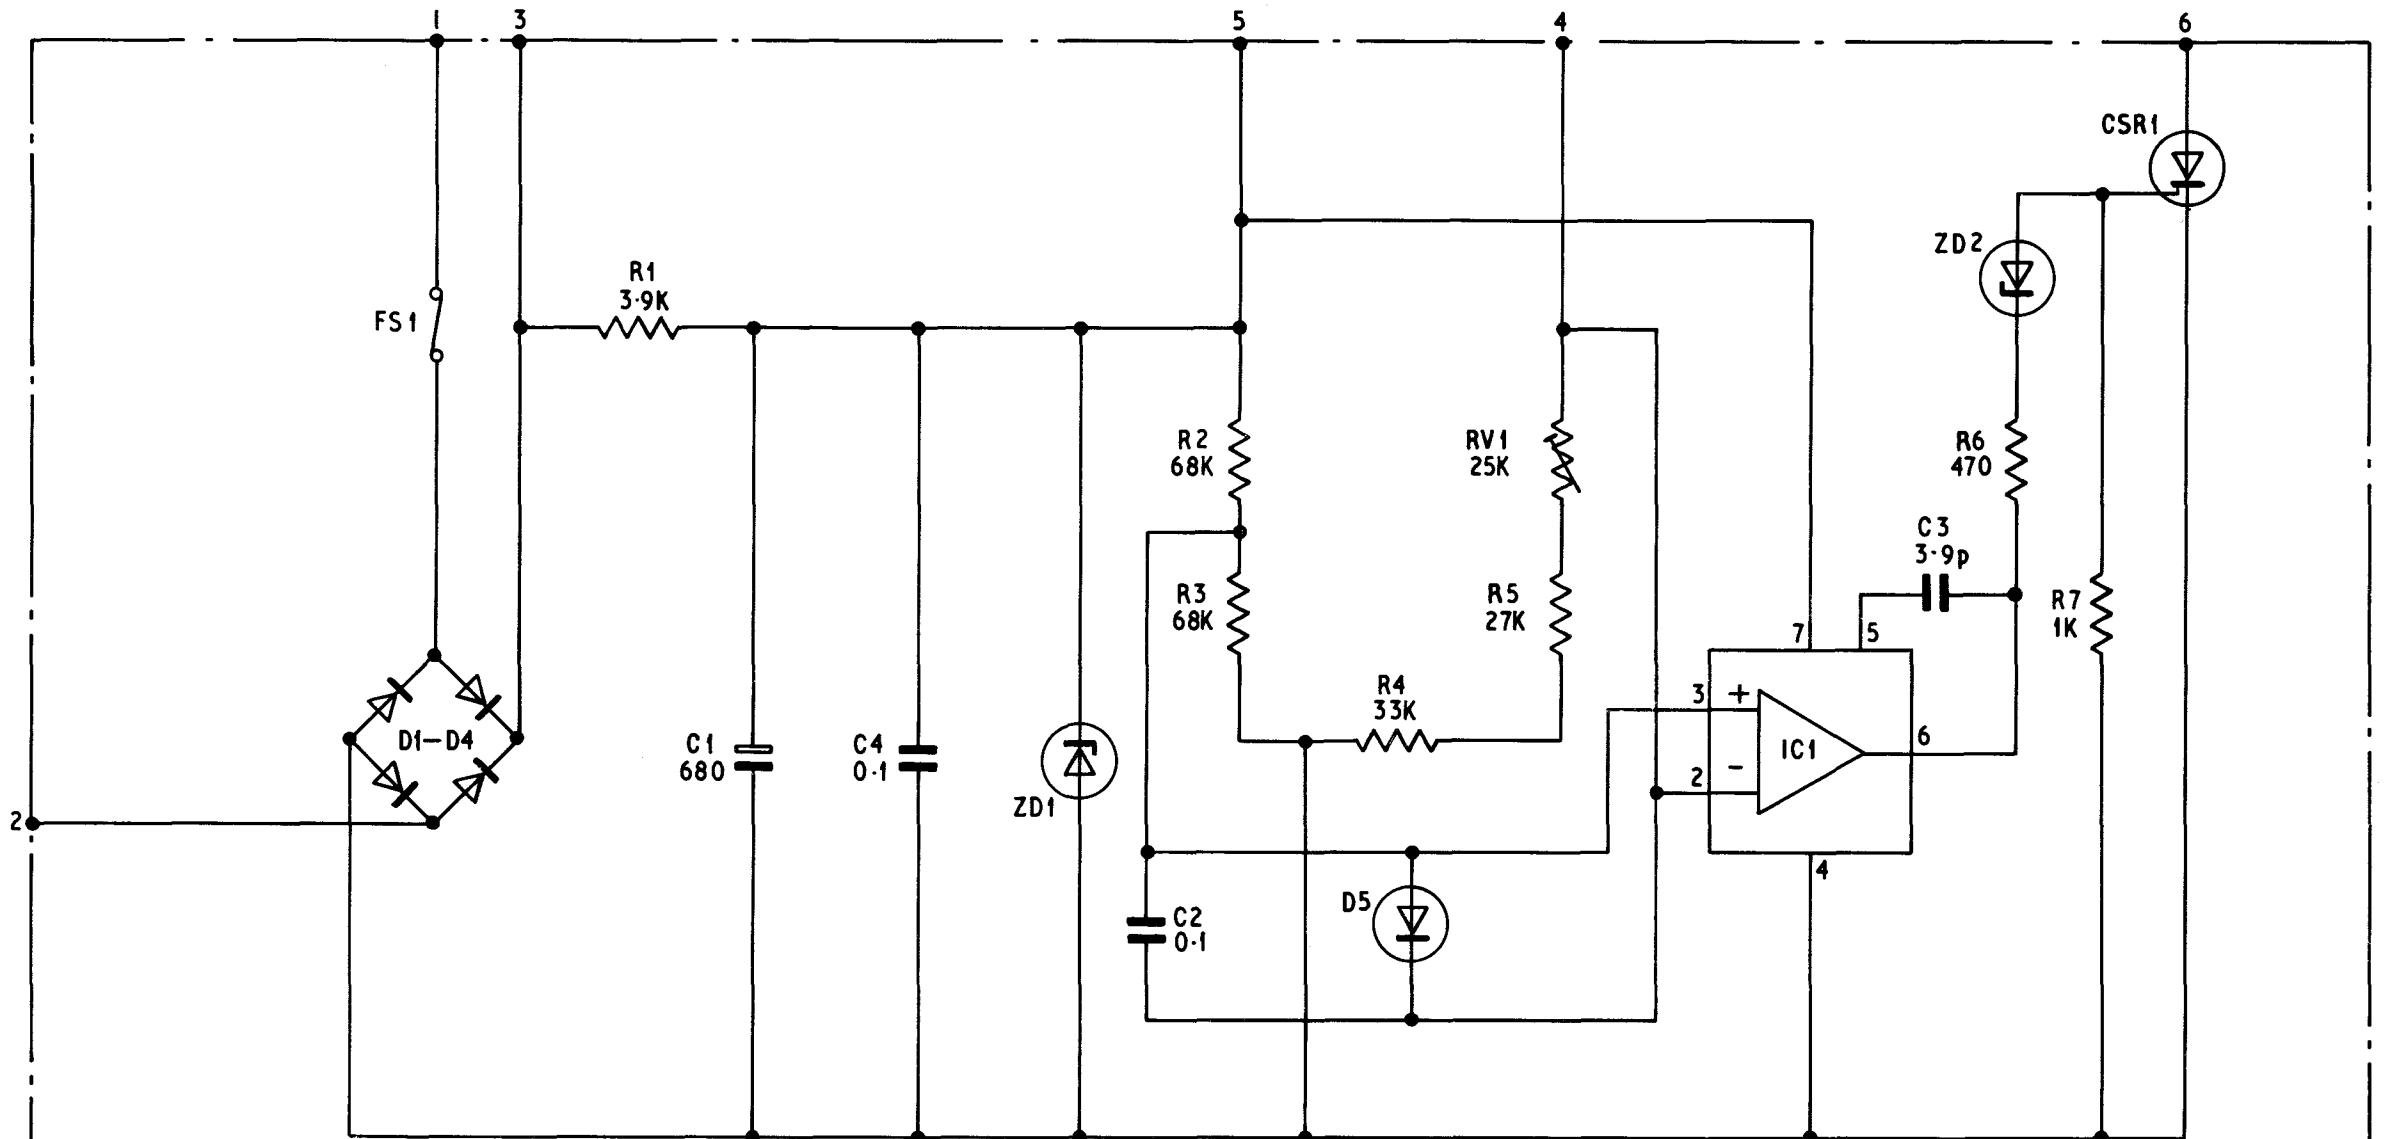 1
3
5
4
6
CSR1
ZD2
R1
3·9K
FS1
R2
68K
RV1
25K
R6
470
C3
3·9p
R3
68K
R5
27K
R7
1K
7
5
R4
33K
3
+
D1–D4
C1
680
C4
0·1
IC1
6
-
2
ZD1
2
4
D5
C2
0·1